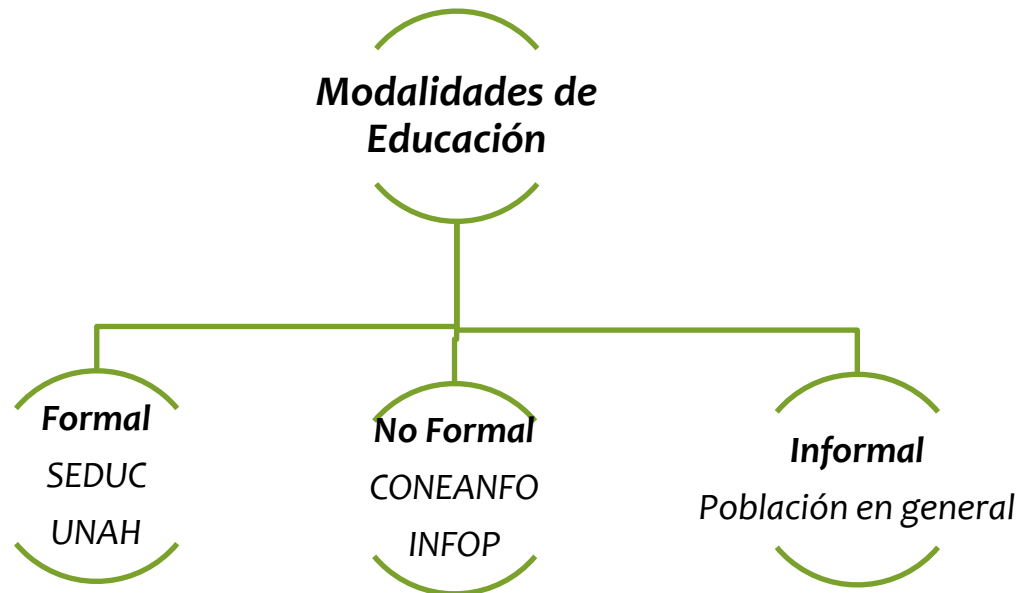 Modalidades de
Educación
Formal
SEDUC
UNAH
No Formal
CONEANFO
INFOP
Informal
Población en general